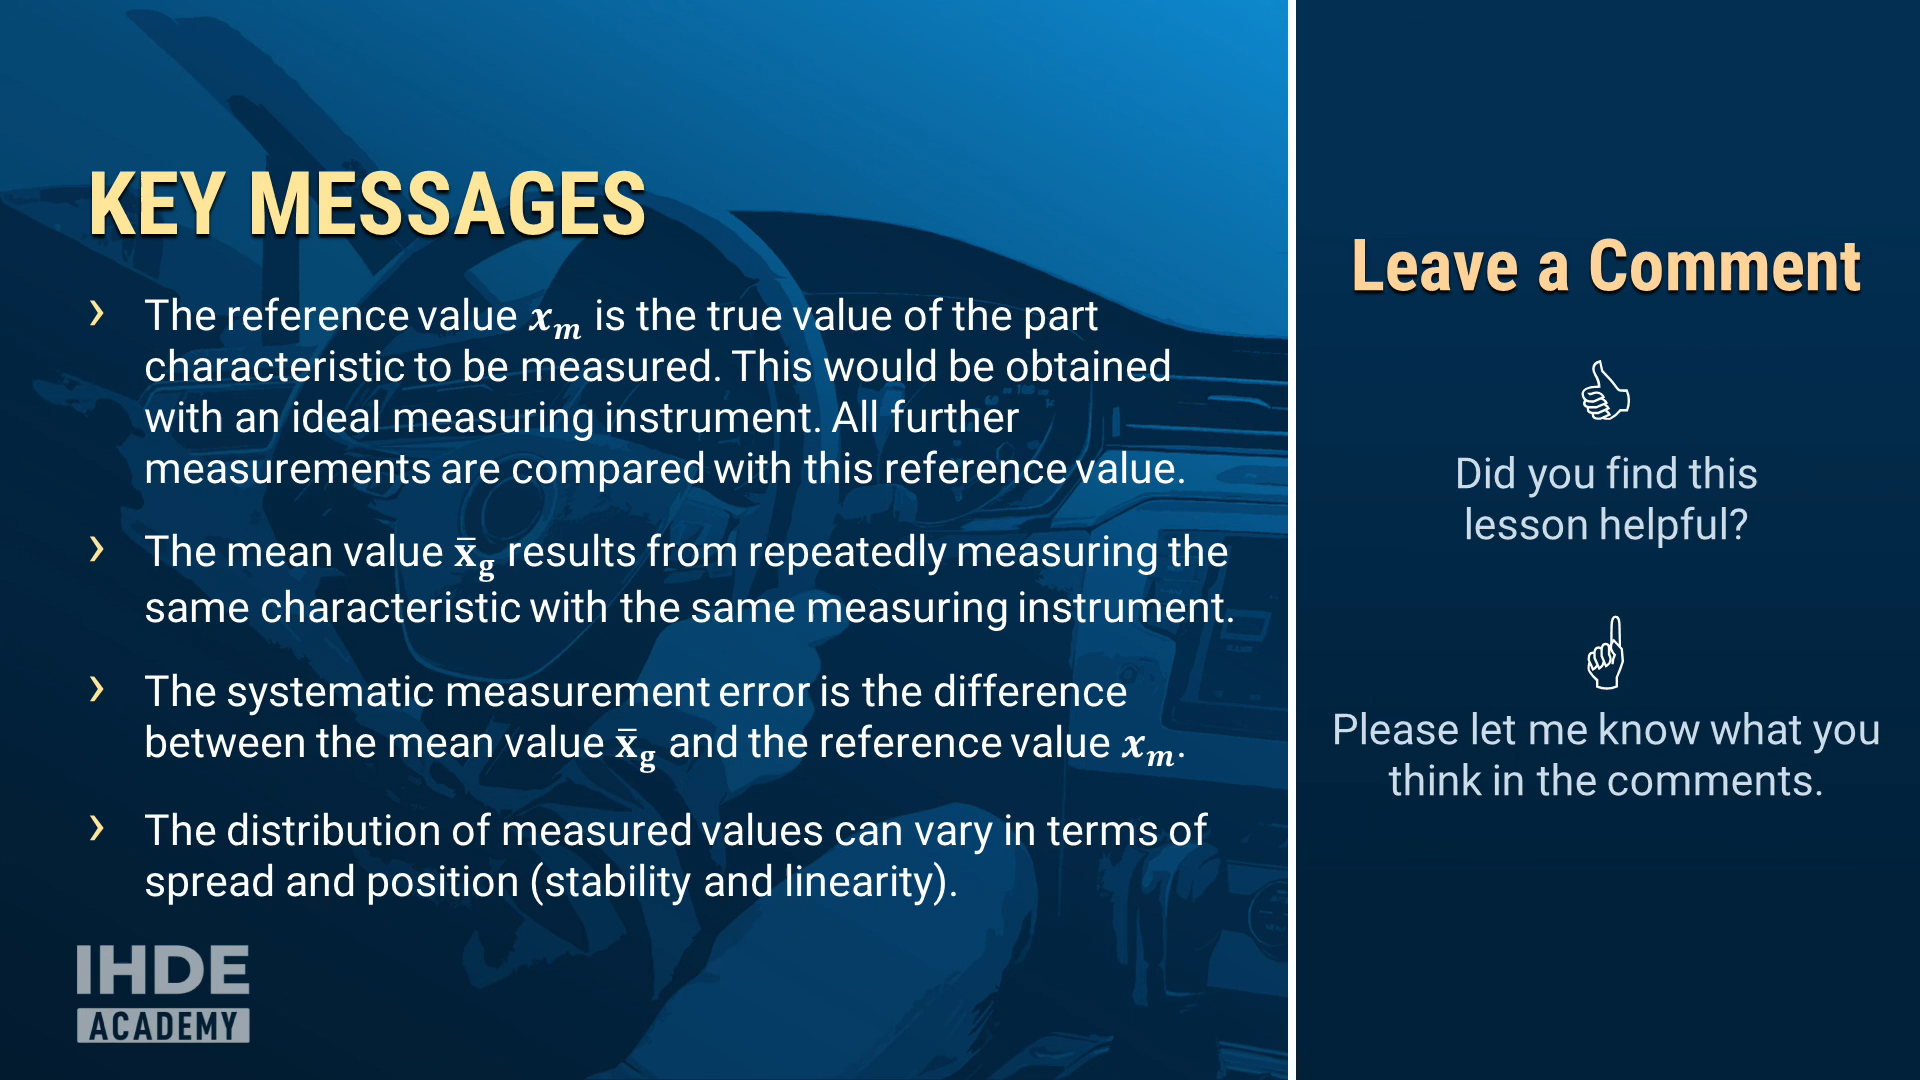 KEY MESSAGES
› The reference value xₘ is the true value of the part
characteristic to be measured. This would be obtained
with an ideal measuring instrument. All further
measurements are compared with this reference value.
› The mean value x̄g results from repeatedly measuring the
same characteristic with the same measuring instrument.
› The systematic measurement error is the difference
between the mean value x̄g and the reference value xₘ.
› The distribution of measured values can vary in terms of
spread and position (stability and linearity).
IHDE
ACADEMY
Leave a Comment
Did you find this
lesson helpful?
Please let me know what you
think in the comments.